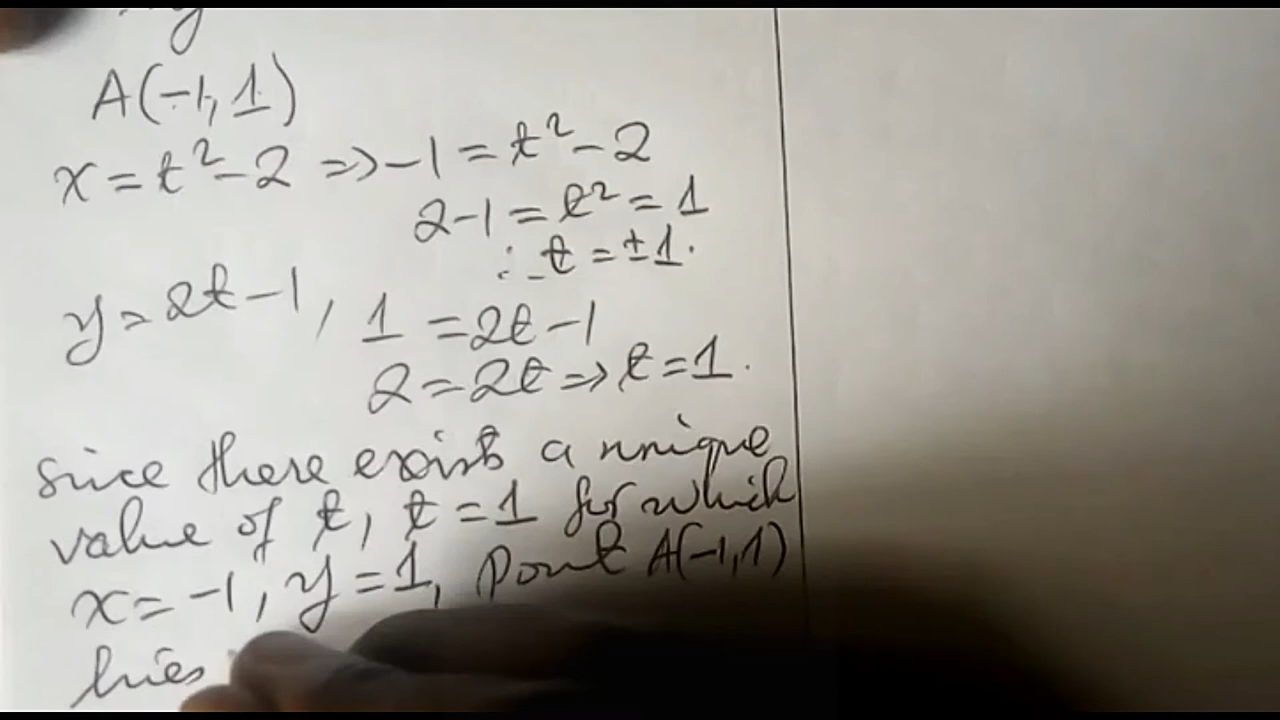 A(-1, 1)
x = t² - 2 => -1 = t² - 2
2 - 1 = t² = 1
∴ t = ±1.
y = 2t - 1, 1 = 2t - 1
2 = 2t => t = 1.
since there exists a unique
value of t, t = 1 for which
x = -1, y = 1, Point A(-1, 1)
lies